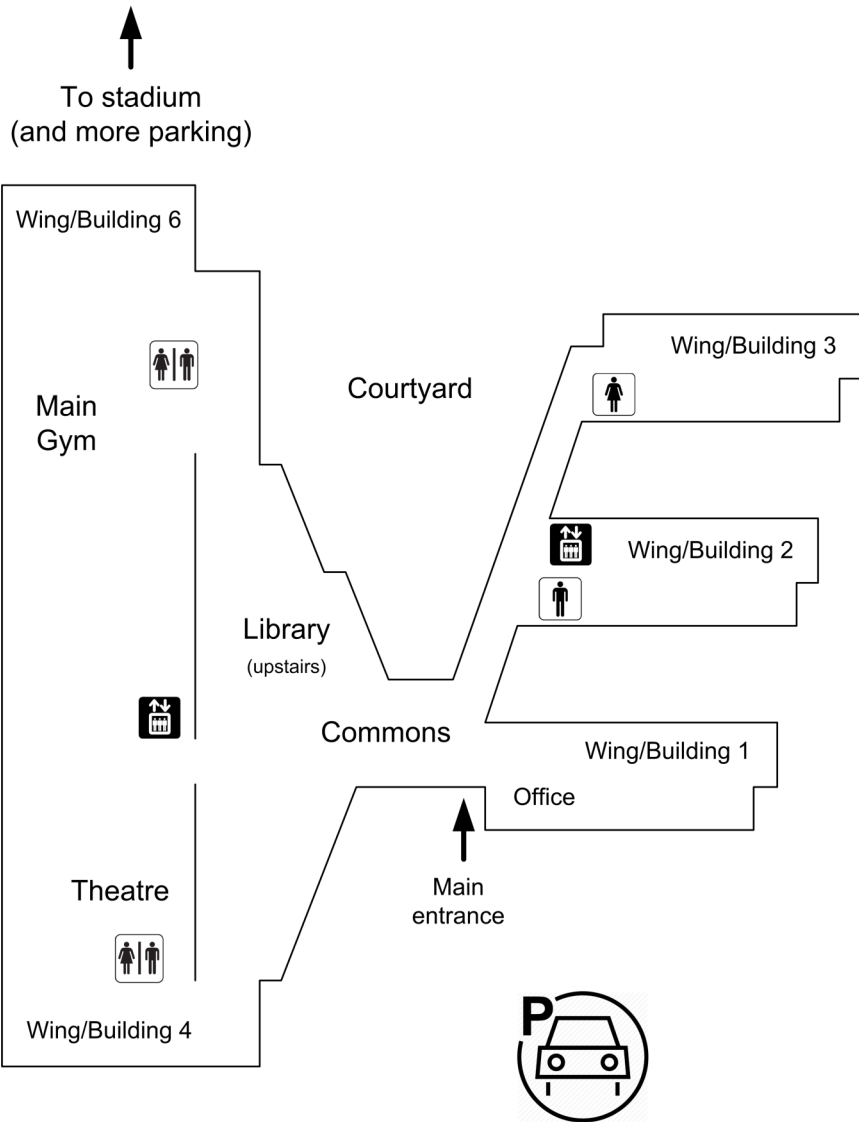 To stadium
(and more parking)
Wing/Building 6
Wing/Building 3
Courtyard
Main
Gym
Wing/Building 2
Library
(upstairs)
Commons
Wing/Building 1
Office
Main
entrance
Theatre
Wing/Building 4
P